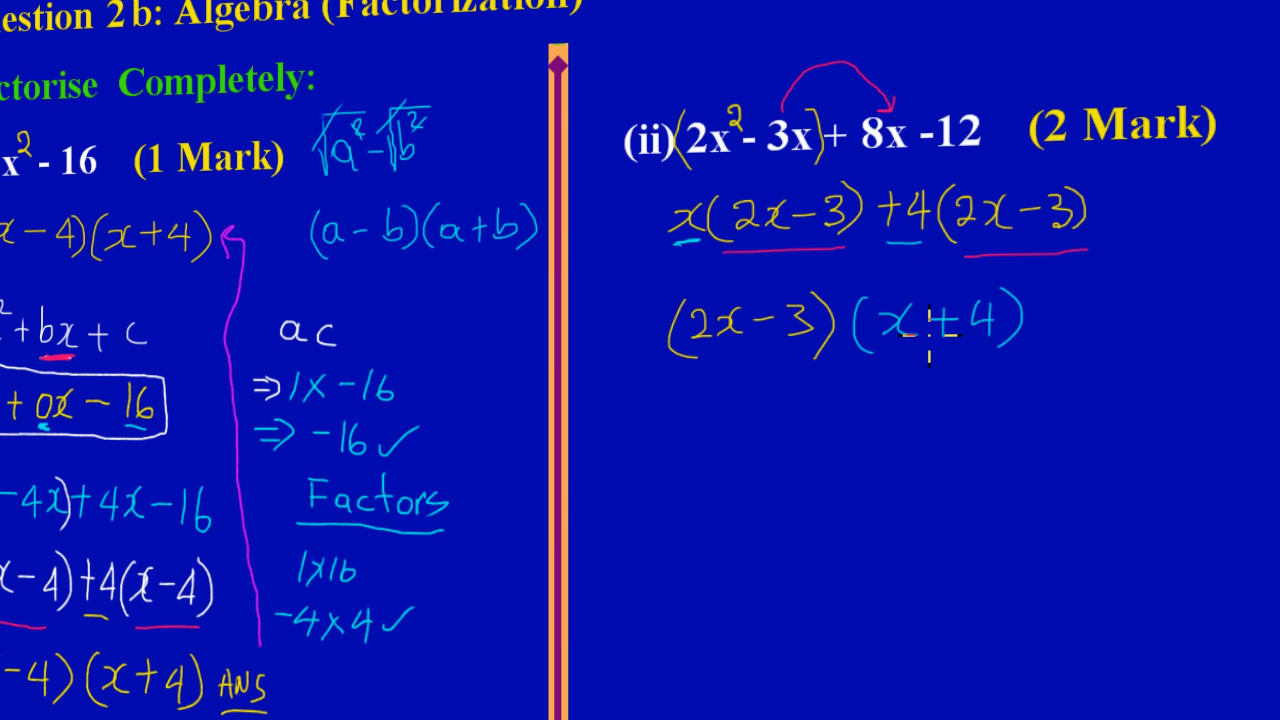 estion 2b: Algebra (Factorization)
ctorise Completely:
x² - 16 (1 Mark)
√a² - √b²
x - 4)(x + 4)
(a - b)(a + b)
² + bx + c
+ 0x - 16
- 4x) + 4x - 16
x - 4) + 4(x - 4)
- 4)(x + 4) ANS
ac
⇒ 1 x -16
⇒ -16 ✓
Factors
1 x 16
-4 x 4 ✓
(ii) (2x² - 3x) + 8x -12 (2 Mark)
x(2x - 3) + 4(2x - 3)
(2x - 3)(x + 4)